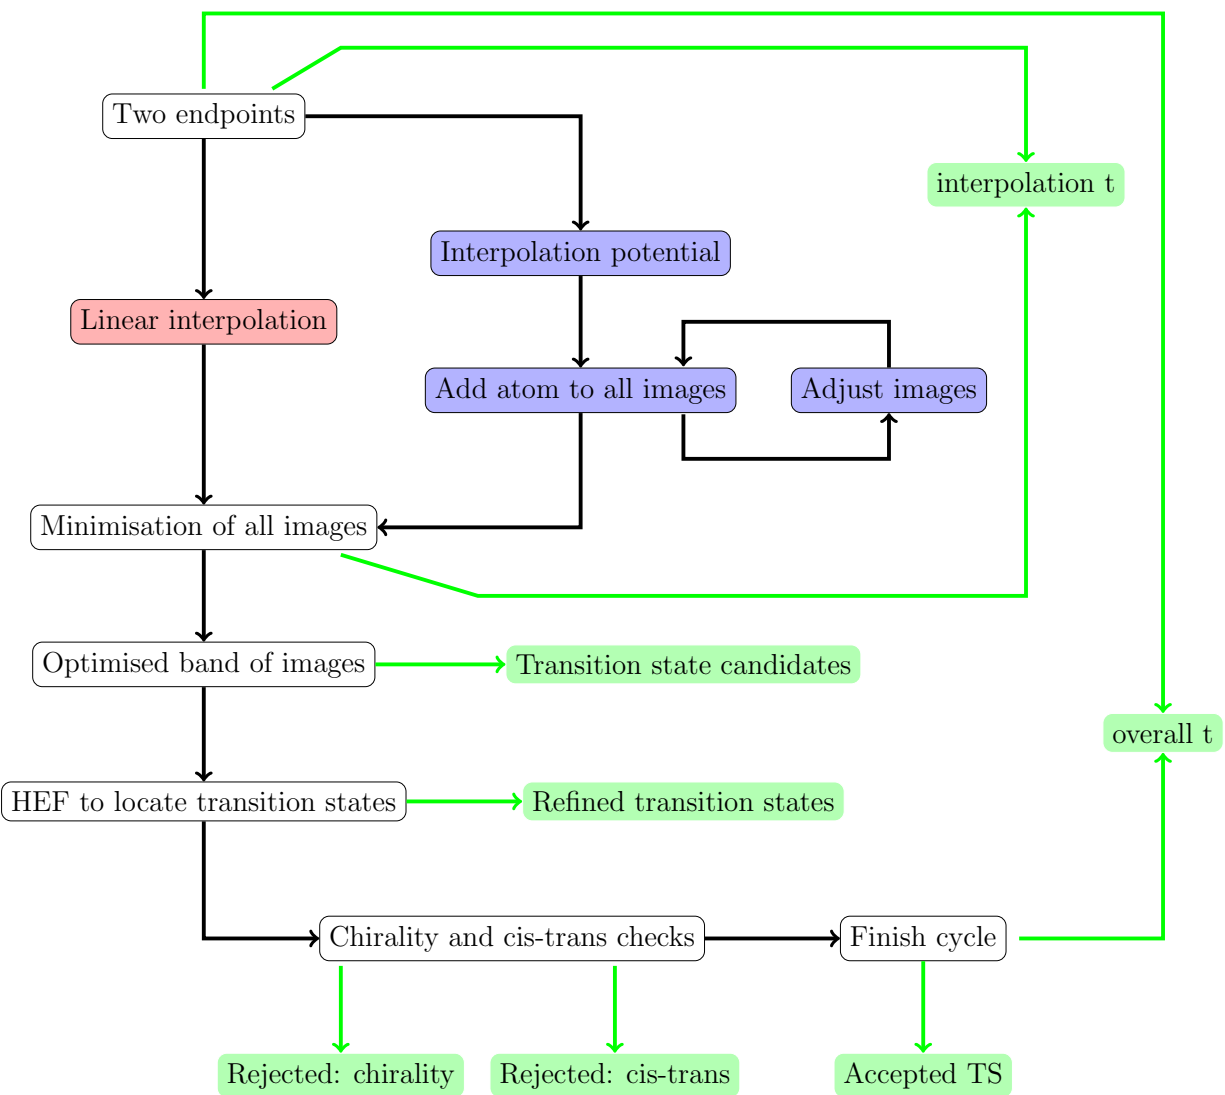 Two endpoints
interpolation t
Interpolation potential
Linear interpolation
Add atom to all images
Adjust images
Minimisation of all images
Optimised band of images
Transition state candidates
overall t
HEF to locate transition states
Refined transition states
Chirality and cis-trans checks
Finish cycle
Rejected: chirality
Rejected: cis-trans
Accepted TS